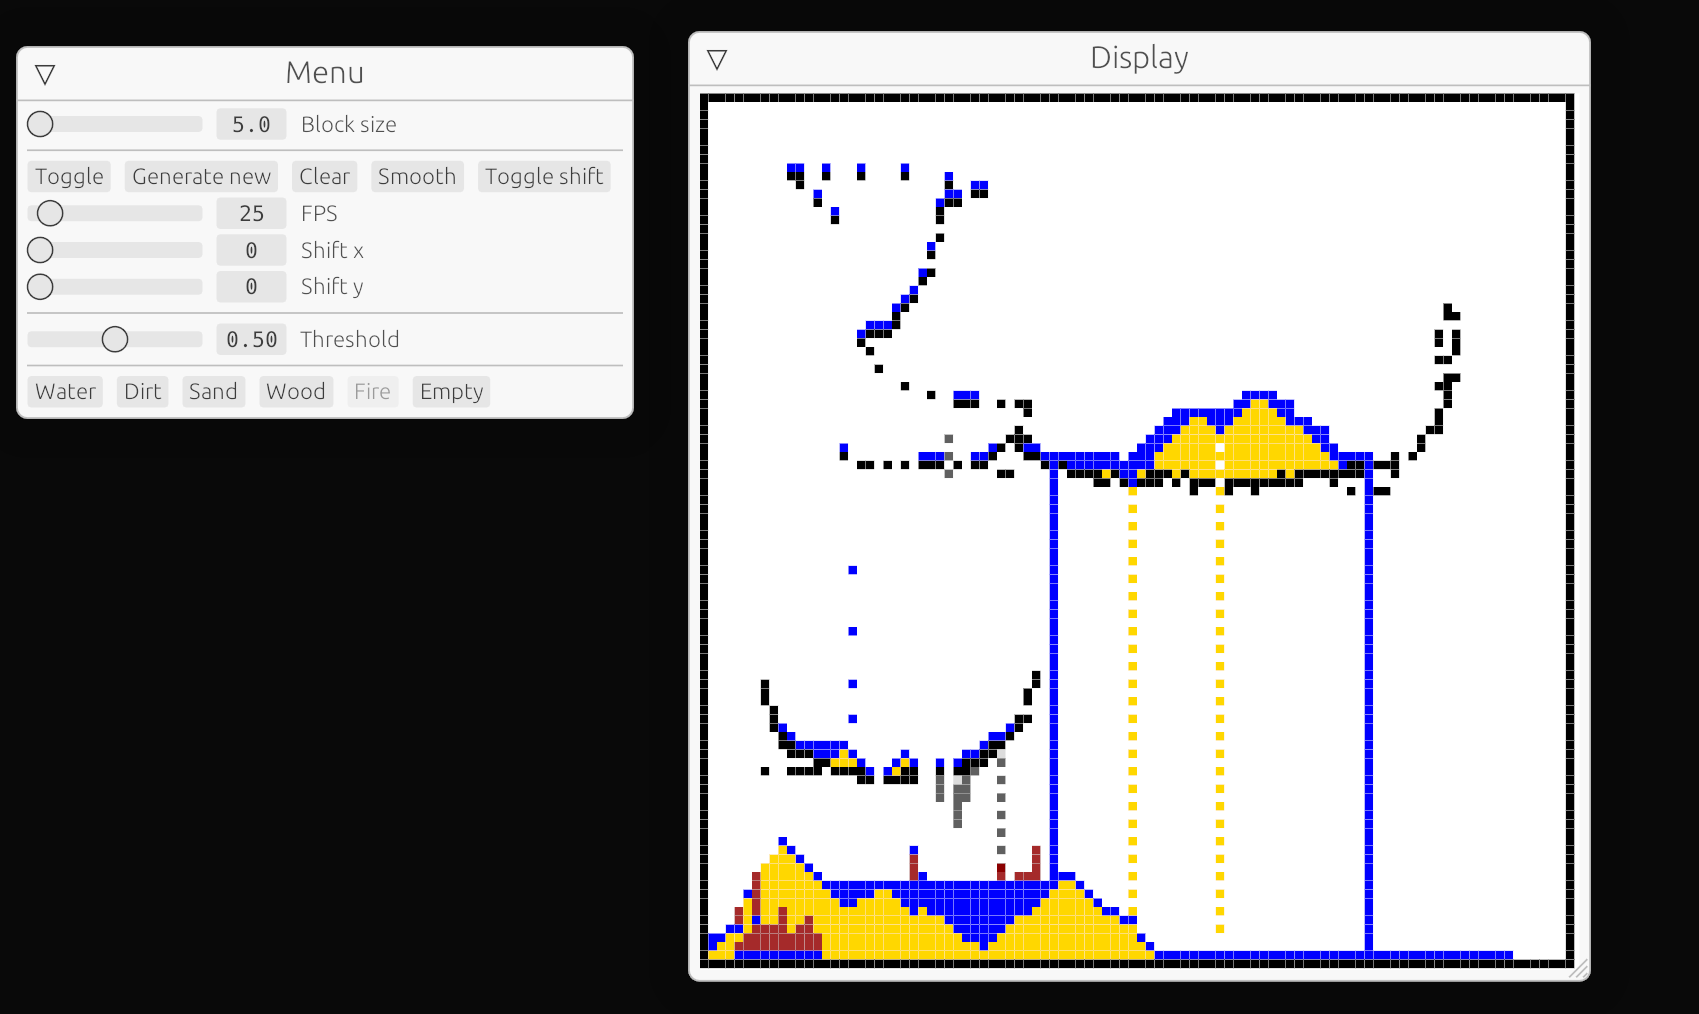 Menu
5.0 Block size
Toggle Generate new Clear Smooth Toggle shift
25 FPS
0 Shift x
0 Shift y
0.50 Threshold
Water Dirt Sand Wood Fire Empty
Display